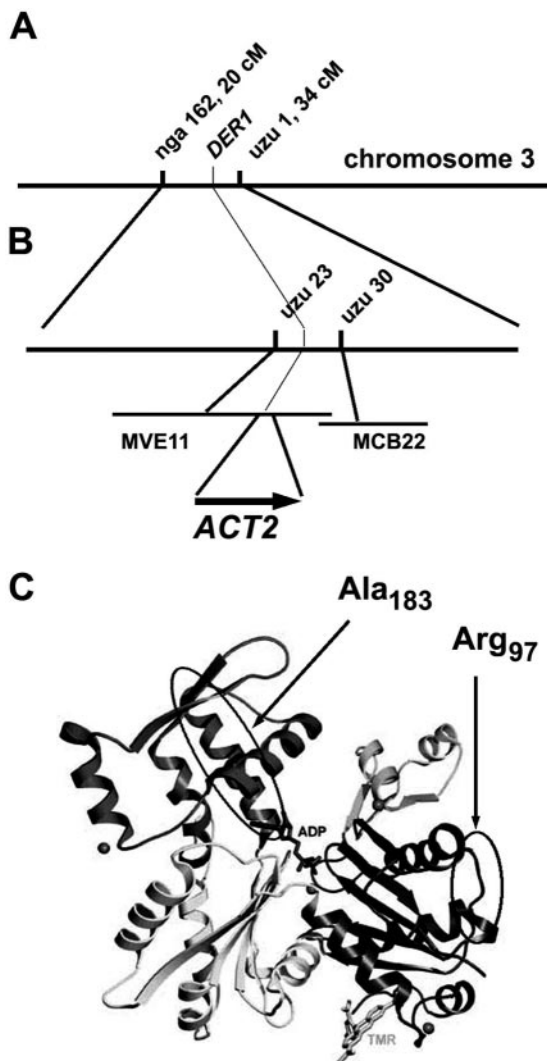 A
nga 162, 20 cM
DER1
uzu 1, 34 cM
chromosome 3
B
uzu 23
uzu 30
MVE11
MCB22
ACT2
C
Ala183
Arg97
ADP
TMR